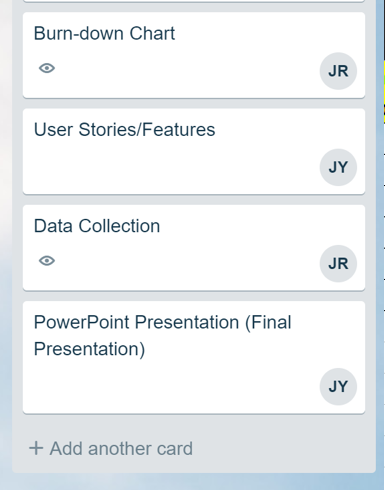 Burn-down Chart
JR
User Stories/Features
JY
Data Collection
JR
PowerPoint Presentation (Final
Presentation)
JY
+ Add another card